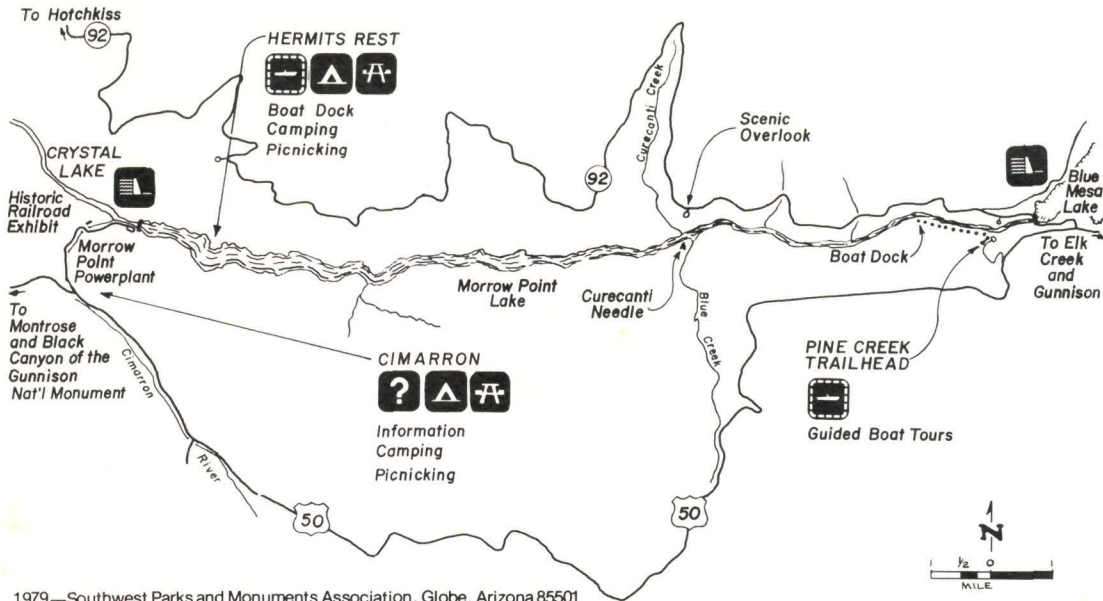 To Hotchkiss
92
HERMITS REST
Boat Dock
Camping
Picnicking
Curecanti Creek
92
Scenic
Overlook
CRYSTAL
LAKE
Historic
Railroad
Exhibit
Morrow
Point
Powerplant
Blue
Mesa
Lake
Boat Dock
To Elk
Creek
and
Gunnison
Morrow Point
Lake
Curecanti
Needle
To
Montrose
and Black
Canyon of the
Gunnison
Nat'l Monument
Cimarron
River
CIMARRON
?
Information
Camping
Picnicking
Blue Creek
PINE CREEK
TRAILHEAD
Guided Boat Tours
50
50
N
1/2
0
MILE
1979—Southwest Parks and Monuments Association, Globe, Arizona 85501